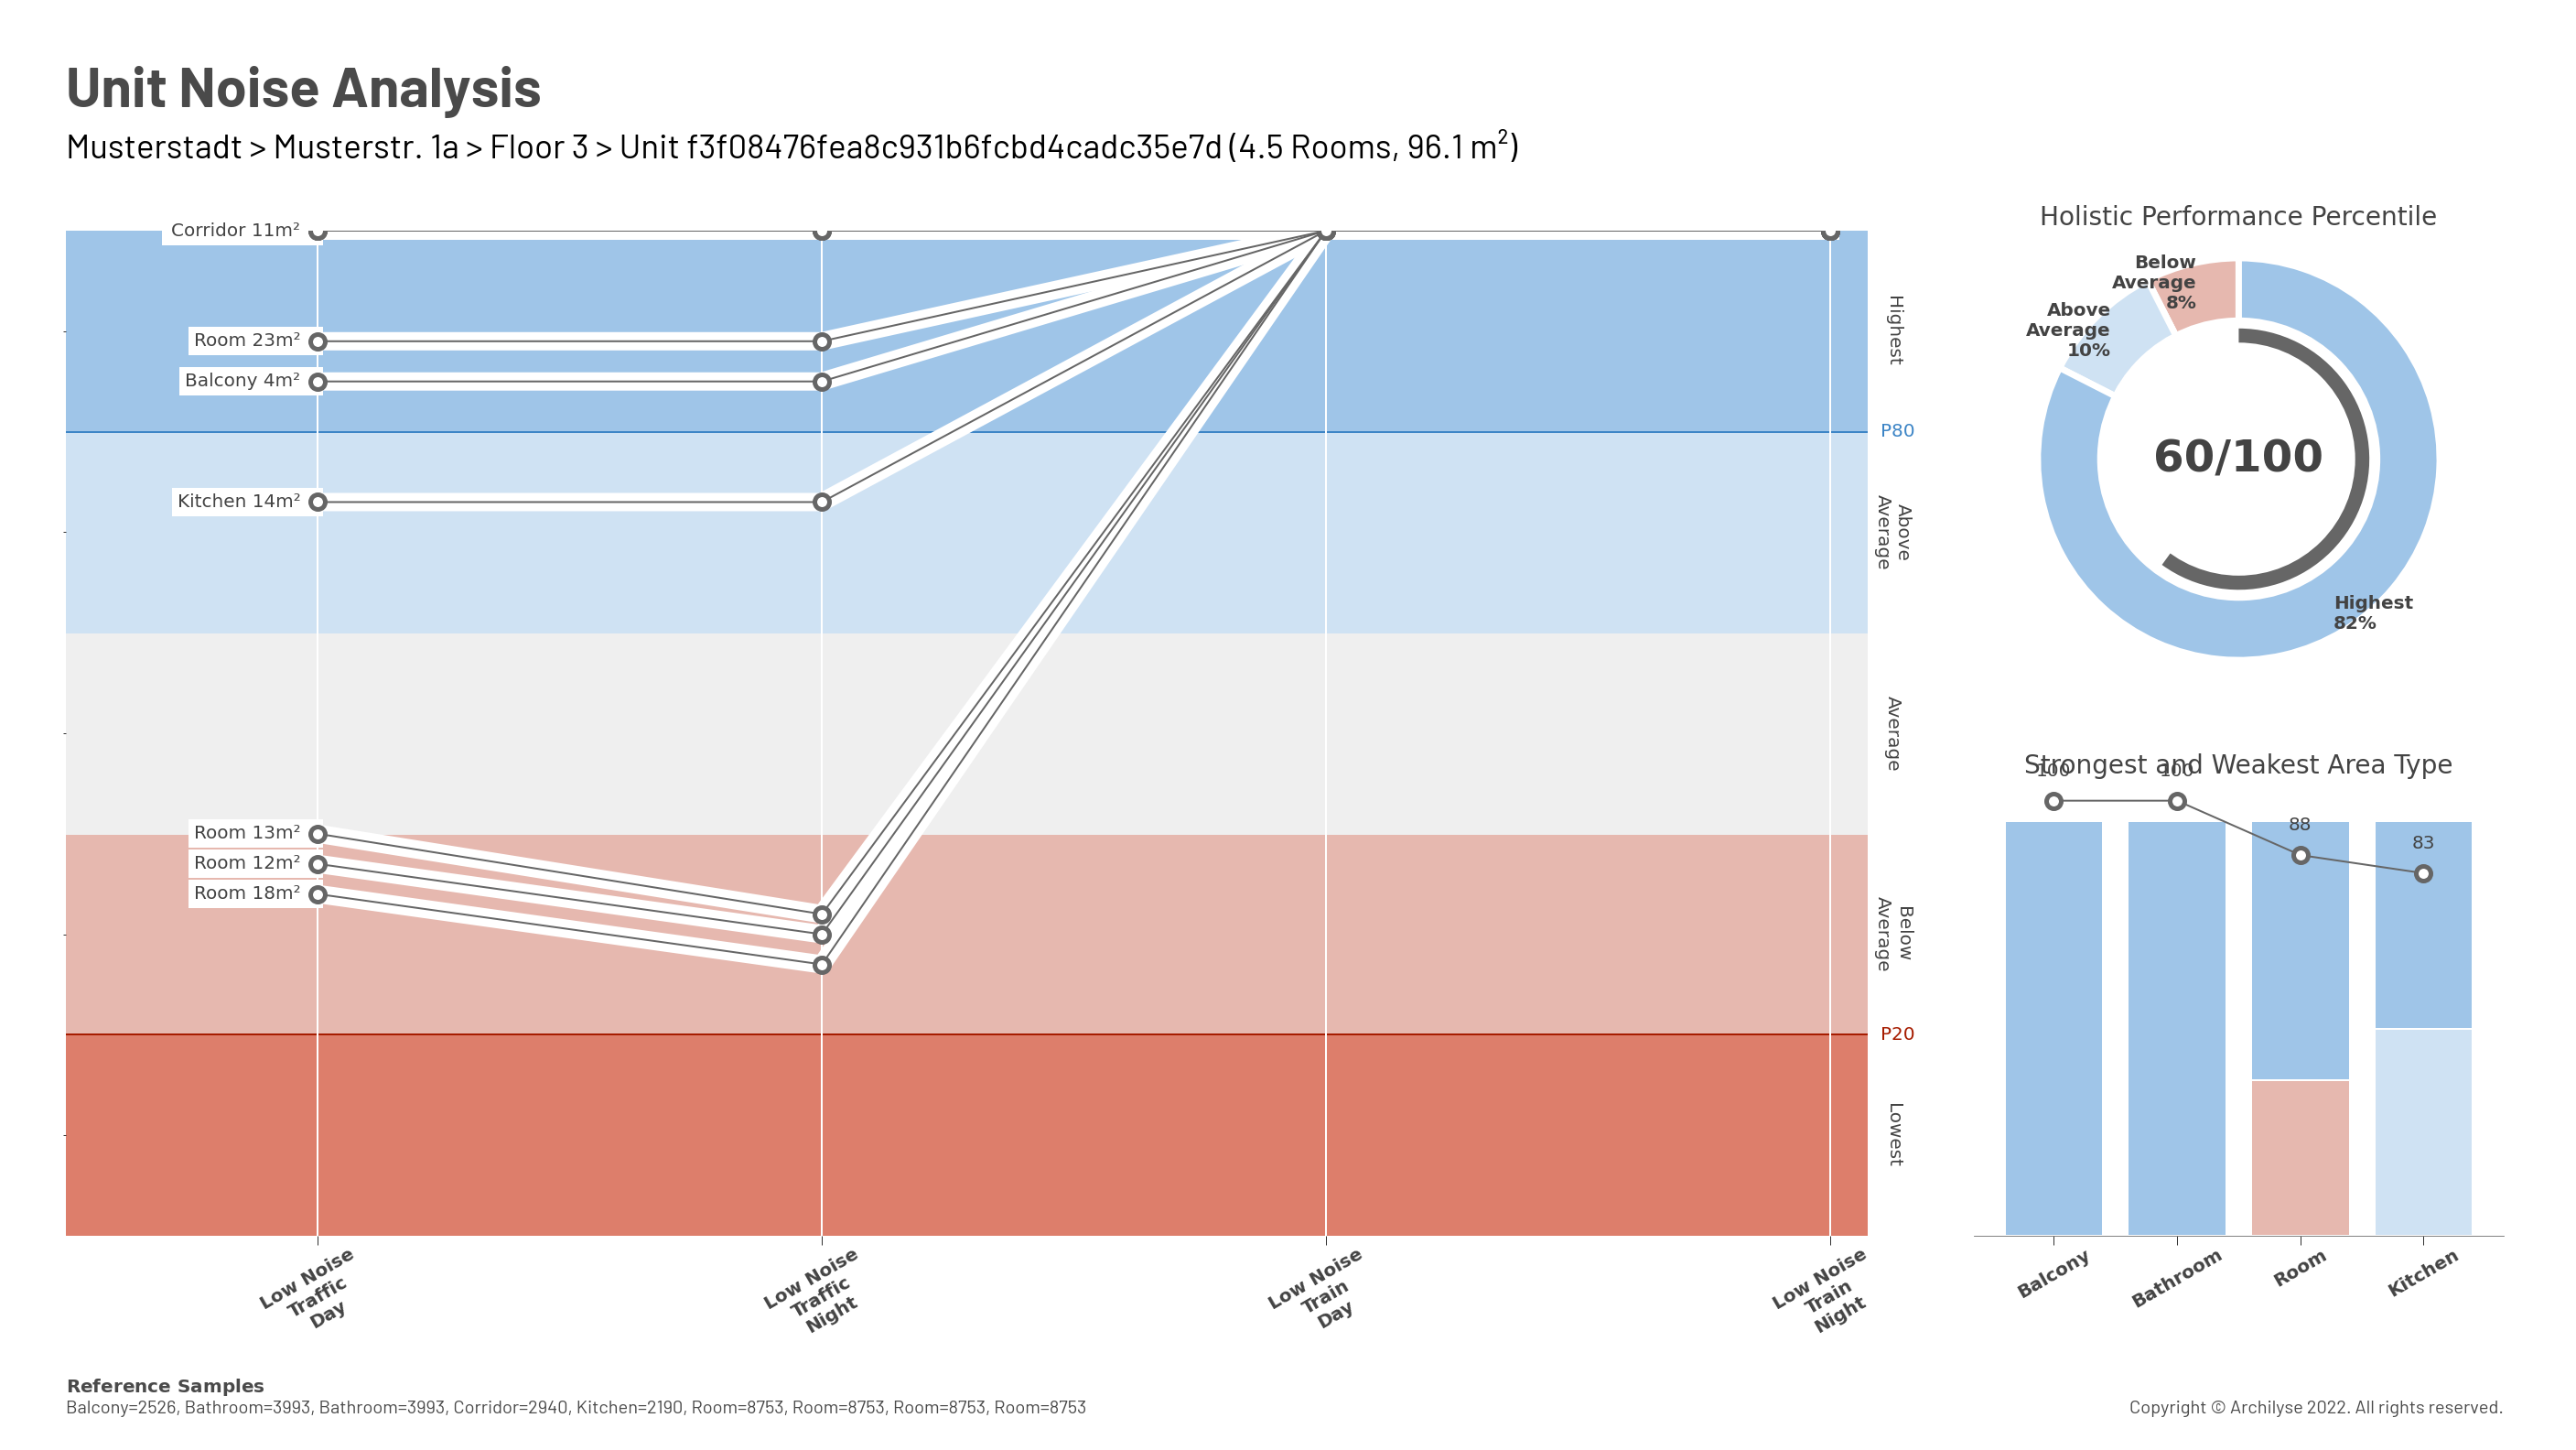 Unit Noise Analysis
Musterstadt > Musterstr. 1a > Floor 3 > Unit f3f08476fea8c931b6fcbd4cadc35e7d (4.5 Rooms, 96.1 m²)
Corridor 11m²
Room 23m²
Balcony 4m²
Kitchen 14m²
Room 13m²
Room 12m²
Room 18m²
Highest
P80
Above
Average
Average
Below
Average
P20
Lowest
Low Noise
Traffic
Day
Low Noise
Traffic
Night
Low Noise
Train
Day
Low Noise
Train
Night
Holistic Performance Percentile
Below
Average
8%
Above
Average
10%
60/100
Highest
82%
Strongest and Weakest Area Type
100
100
88
83
Balcony
Bathroom
Room
Kitchen
Reference Samples
Balcony=2526, Bathroom=3993, Bathroom=3993, Corridor=2940, Kitchen=2190, Room=8753, Room=8753, Room=8753, Room=8753
Copyright © Archilyse 2022. All rights reserved.